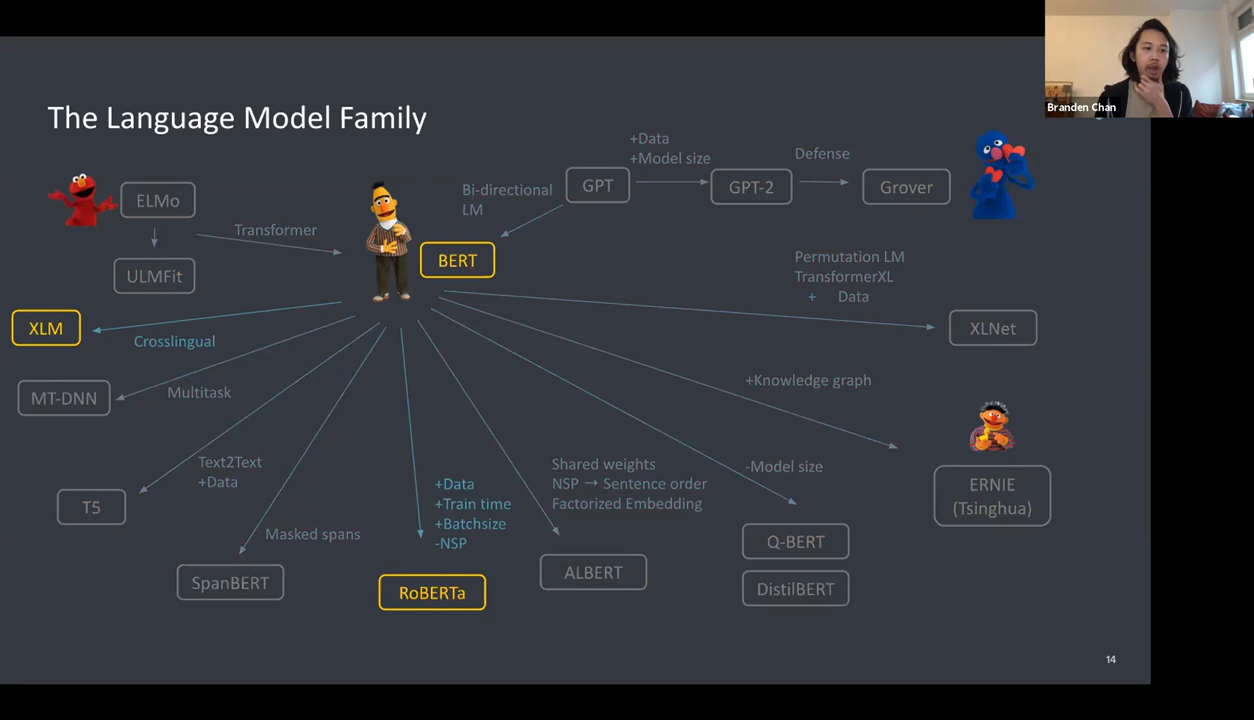 Branden Chan
The Language Model Family
+Data
+Model size
Defense
ELMo
Bi-directional
LM
GPT
GPT-2
Grover
Transformer
BERT
ULMFit
Permutation LM
TransformerXL
+ Data
XLM
Crosslingual
XLNet
MT-DNN
Multitask
+Knowledge graph
Text2Text
+Data
Shared weights
NSP → Sentence order
Factorized Embedding
-Model size
+Data
+Train time
+Batchsize
-NSP
T5
ERNIE
(Tsinghua)
Masked spans
Q-BERT
SpanBERT
RoBERTa
ALBERT
DistilBERT
14